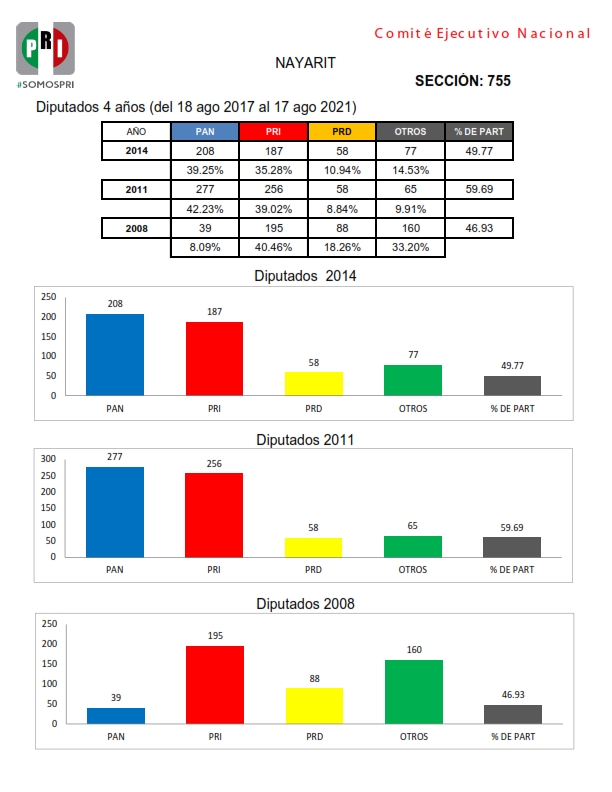 Comité Ejecutivo Nacional
PRI
#SOMOSPRI
NAYARIT
SECCIÓN: 755
Diputados 4 años (del 18 ago 2017 al 17 ago 2021)
AÑO PAN PRI PRD OTROS % DE PART
2014 208 187 58 77 49.77
39.25% 35.28% 10.94% 14.53%
2011 277 256 58 65 59.69
42.23% 39.02% 8.84% 9.91%
2008 39 195 88 160 46.93
8.09% 40.46% 18.26% 33.20%
Diputados 2014
250
200
150
100
50
0
208 187 58 77 49.77
PAN PRI PRD OTROS % DE PART
Diputados 2011
300
250
200
150
100
50
0
277 256 58 65 59.69
PAN PRI PRD OTROS % DE PART
Diputados 2008
250
200
150
100
50
0
39 195 88 160 46.93
PAN PRI PRD OTROS % DE PART